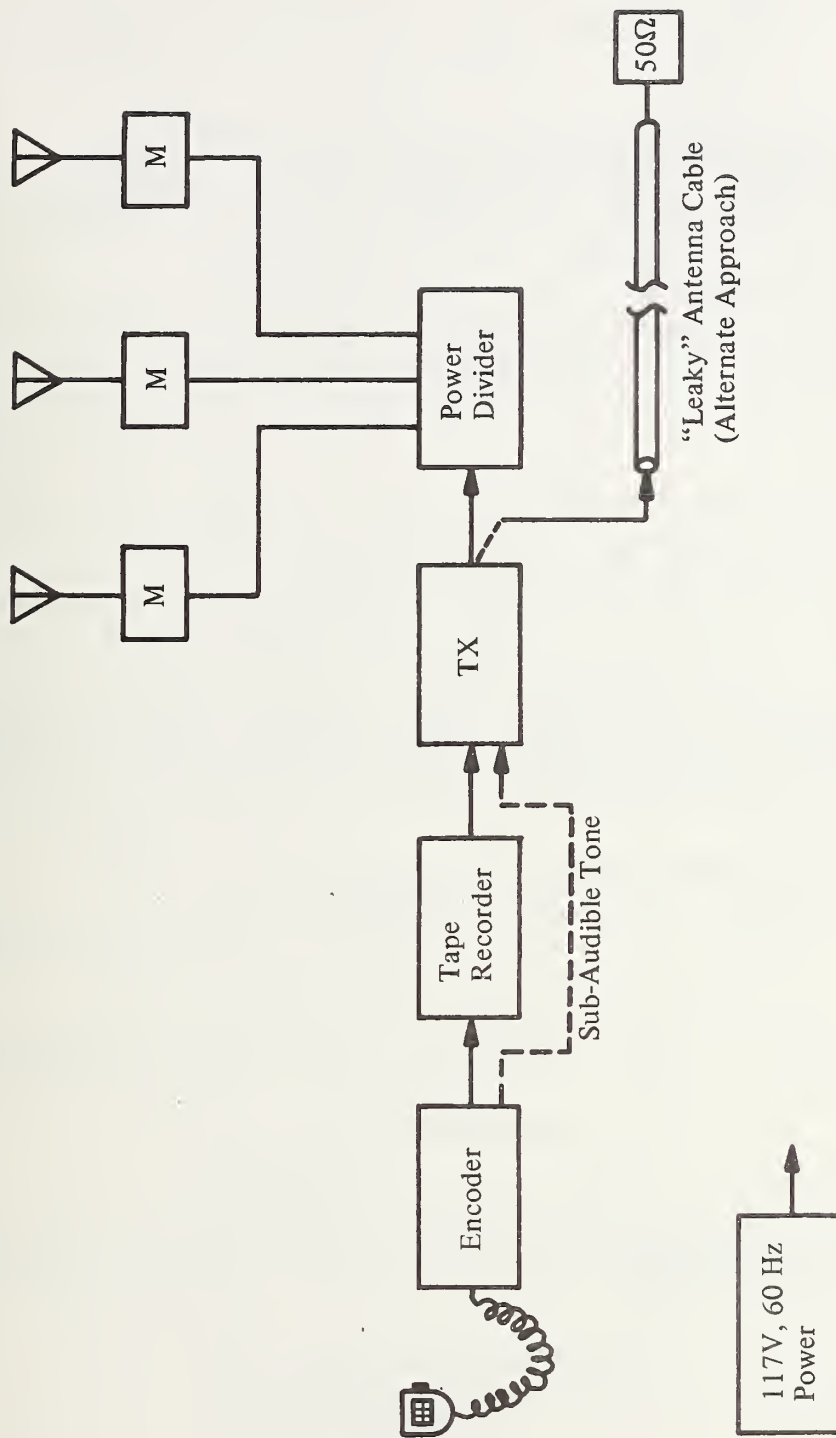 M
M
M
Power
Divider
TX
Tape
Recorder
Encoder
Sub-Audible Tone
50Ω
“Leaky” Antenna Cable
(Alternate Approach)
117V, 60 Hz
Power